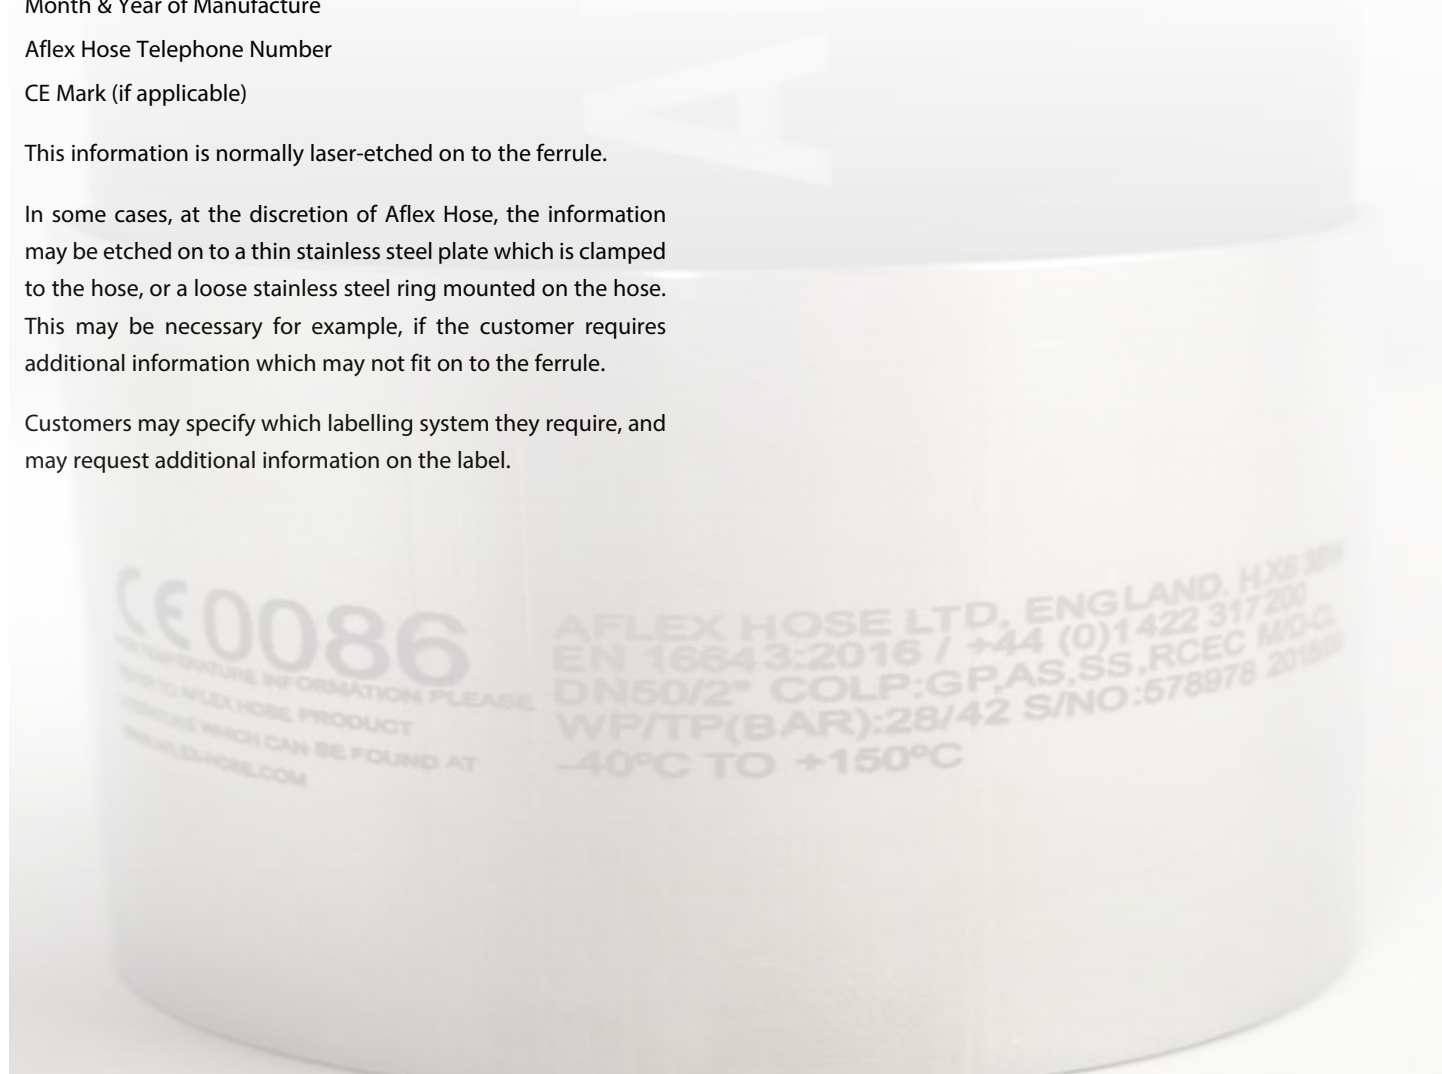 Month & Year of Manufacture
Aflex Hose Telephone Number
CE Mark (if applicable)
This information is normally laser-etched on to the ferrule.
In some cases, at the discretion of Aflex Hose, the information
may be etched on to a thin stainless steel plate which is clamped
to the hose, or a loose stainless steel ring mounted on the hose.
This may be necessary for example, if the customer requires
additional information which may not fit on to the ferrule.
Customers may specify which labelling system they require, and
may request additional information on the label.
A
CE0086
TEMPERATURE INFORMATION PLEASE
REFER TO AFLEX HOSE PRODUCT
WHICH CAN BE FOUND AT
AFLEX HOSE LTD, ENGLAND. HX6
EN 16643:2016 / +44 (0)1422 317200
DN50/2" COLP:GP,AS,SS,RCEC M/D-CL
WP/TP(BAR):28/42 S/NO:578978
-40ºC TO +150ºC